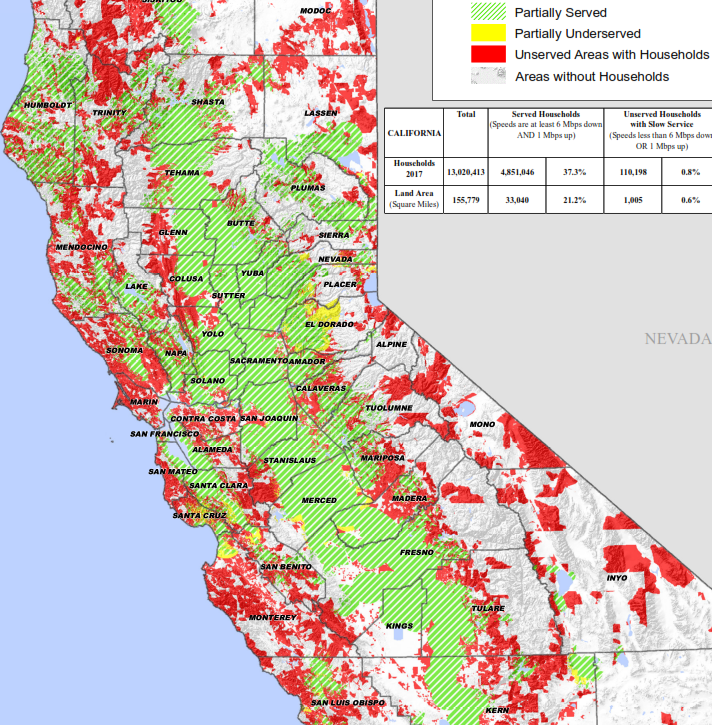 SISKIYOU
MODOC
Partially Served
Partially Underserved
Unserved Areas with Households
Areas without Households
HUMBOLDT
TRINITY
SHASTA
LASSEN
CALIFORNIA
Total
Served Households
(Speeds are at least 6 Mbps down
AND 1 Mbps up)
Unserved Households
with Slow Service
(Speeds less than 6 Mbps down
OR 1 Mbps up)
Households
2017
13,020,413
4,851,046
37.3%
110,198
0.8%
Land Area
(Square Miles)
155,779
33,040
21.2%
1,005
0.6%
TEHAMA
PLUMAS
BUTTE
GLENN
SIERRA
MENDOCINO
NEVADA
YUBA
COLUSA
LAKE
PLACER
SUTTER
EL DORADO
YOLO
NEVADA
ALPINE
SONOMA
NAPA
SACRAMENTO
AMADOR
SOLANO
CALAVERAS
MARIN
TUOLUMNE
CONTRA COSTA
SAN JOAQUIN
MONO
SAN FRANCISCO
ALAMEDA
STANISLAUS
MARIPOSA
SAN MATEO
SANTA CLARA
MERCED
MADERA
SANTA CRUZ
FRESNO
SAN BENITO
INYO
TULARE
MONTEREY
KINGS
SAN LUIS OBISPO
KERN